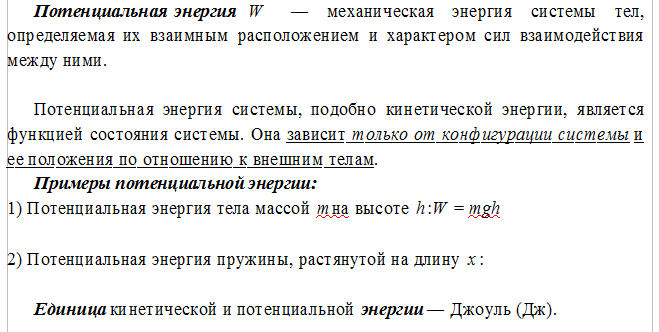 Потенциальная энергия W — механическая энергия системы тел,
определяемая их взаимным расположением и характером сил взаимодействия
между ними.
Потенциальная энергия системы, подобно кинетической энергии, является
функцией состояния системы. Она зависит только от конфигурации системы и
ее положения по отношению к внешним телам.
Примеры потенциальной энергии:
1) Потенциальная энергия тела массой m на высоте h: W = mgh
2) Потенциальная энергия пружины, растянутой на длину x:
Единица кинетической и потенциальной энергии — Джоуль (Дж).